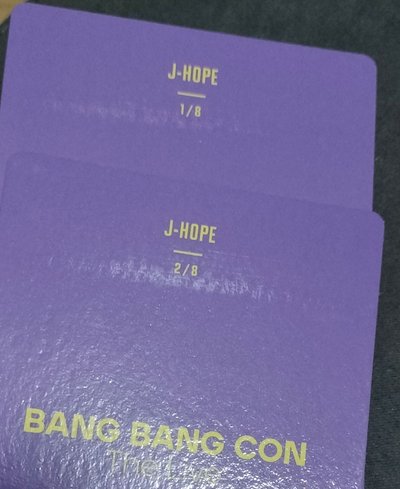 J-HOPE
1/8
J-HOPE
2/8
BANG BANG CON
The Live